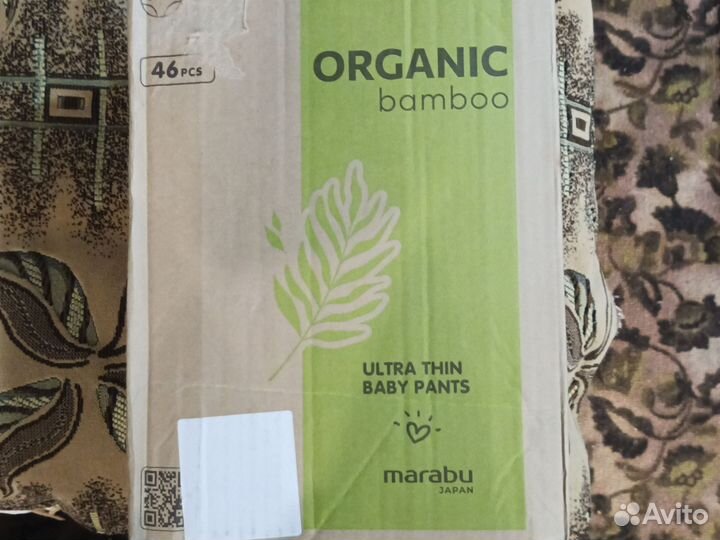 46 PCS
ORGANIC
bamboo
ULTRA THIN
BABY PANTS
marabu
JAPAN
Avito